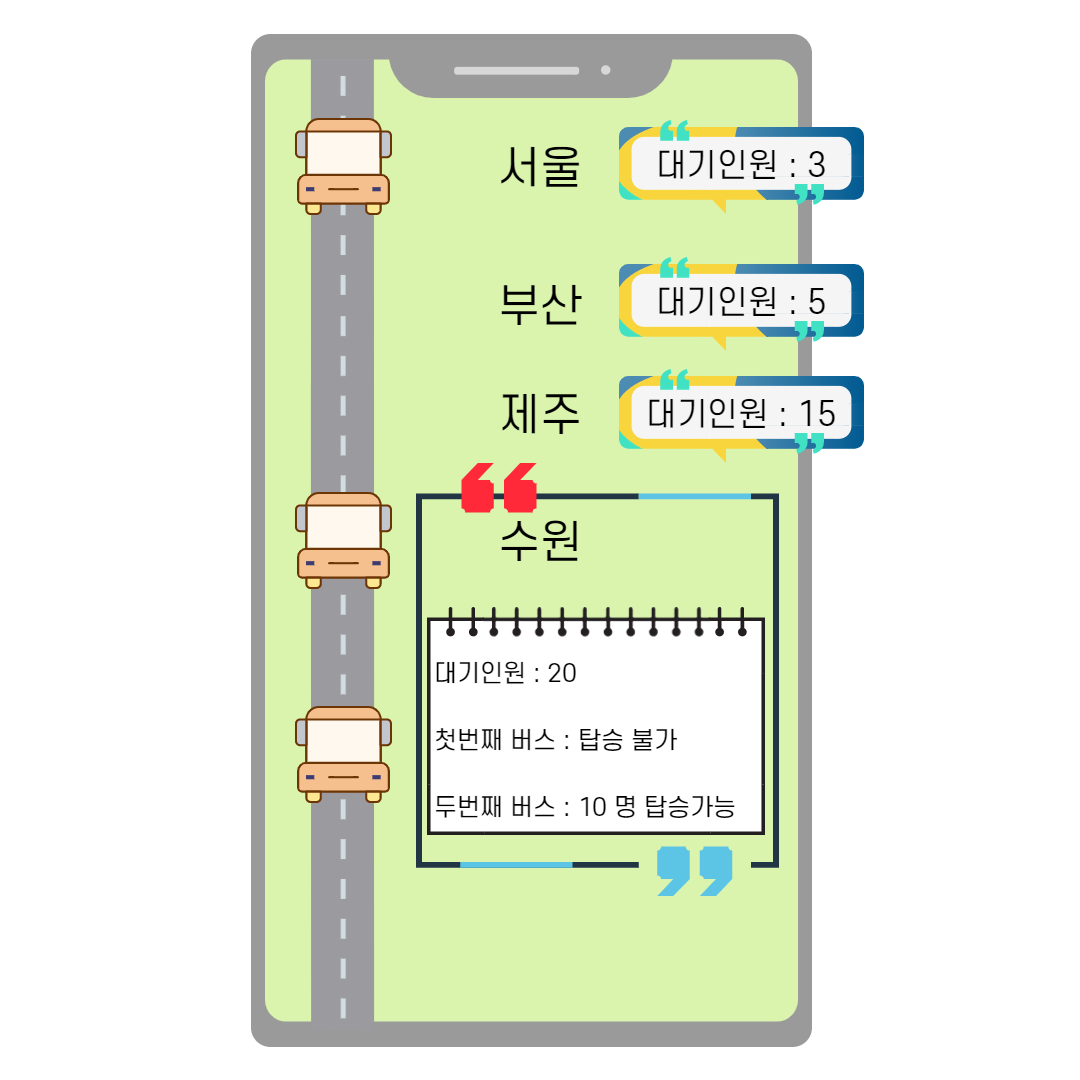 서울
대기인원 : 3
부산
대기인원 : 5
제주
대기인원 : 15
수원
대기인원 : 20
첫번째 버스 : 탑승 불가
두번째 버스 : 10 명 탑승가능